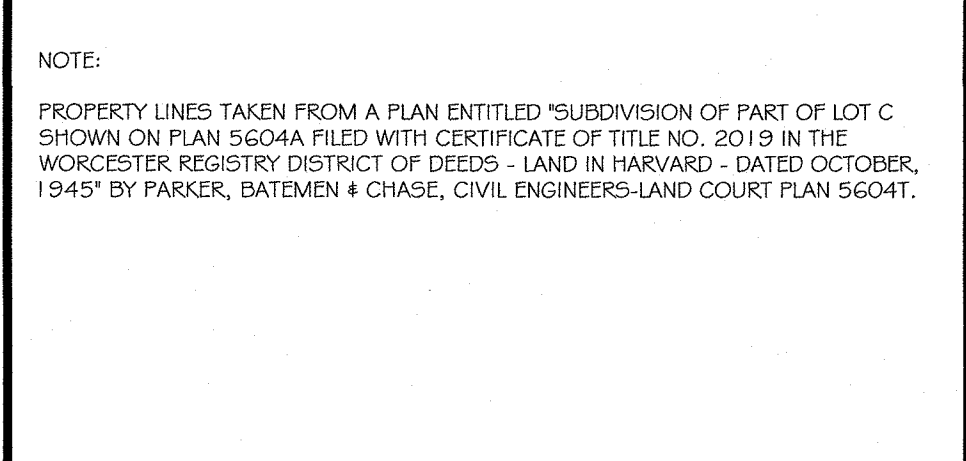 NOTE:
PROPERTY LINES TAKEN FROM A PLAN ENTITLED "SUBDIVISION OF PART OF LOT C
SHOWN ON PLAN 5604A FILED WITH CERTIFICATE OF TITLE NO. 2019 IN THE
WORCESTER REGISTRY DISTRICT OF DEEDS - LAND IN HARVARD - DATED OCTOBER,
1945" BY PARKER, BATEMEN & CHASE, CIVIL ENGINEERS-LAND COURT PLAN 5604T.